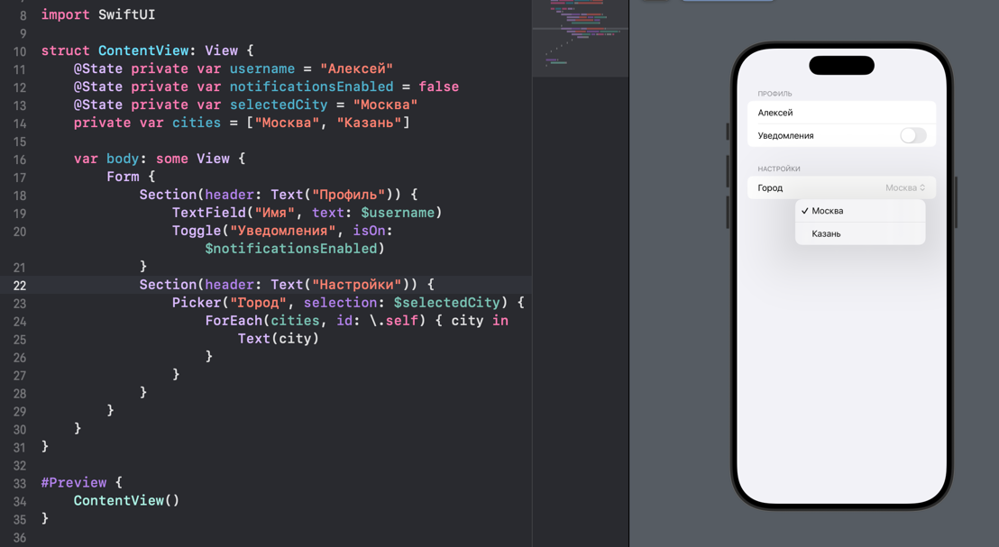 8 import SwiftUI
9
10 struct ContentView: View {
11 @State private var username = "Алексей"
12 @State private var notificationsEnabled = false
13 @State private var selectedCity = "Москва"
14 private var cities = ["Москва", "Казань"]
15
16 var body: some View {
17 Form {
18 Section(header: Text("Профиль")) {
19 TextField("Имя", text: $username)
20 Toggle("Уведомления", isOn:
$notificationsEnabled)
21 }
22 Section(header: Text("Настройки")) {
23 Picker("Город", selection: $selectedCity) {
24 ForEach(cities, id: \.self) { city in
25 Text(city)
26 }
27 }
28 }
29 }
30 }
31 }
32
33 #Preview {
34 ContentView()
35 }
36
ПРОФИЛЬ
Алексей
Уведомления
НАСТРОЙКИ
Город Москва
✓ Москва
Казань